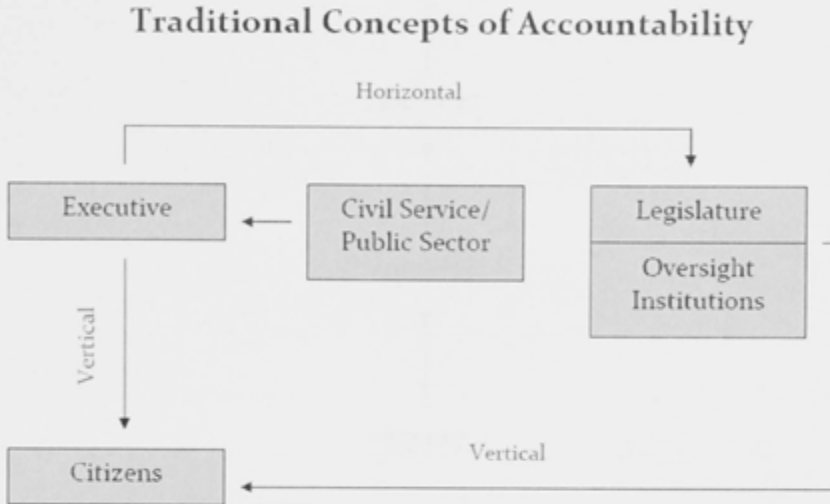 Traditional Concepts of Accountability
Horizontal
Executive
Civil Service/
Public Sector
Legislature
Oversight
Institutions
Vertical
Vertical
Citizens